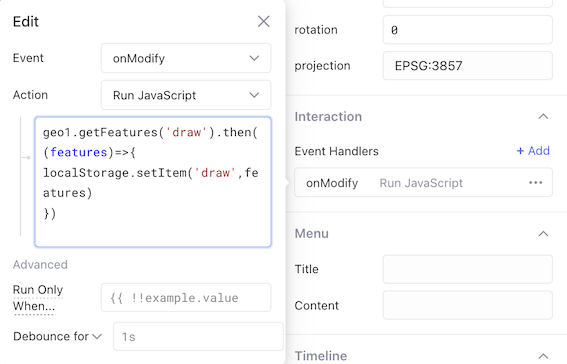 Edit
Event
onModify
Action
Run JavaScript
geo1.getFeatures('draw').then(
(features)=>{
localStorage.setItem('draw',fe
atures)
})
Advanced
Run Only
When...
{{ !!example.value
Debounce for
1s
rotation
0
projection
EPSG:3857
Interaction
Event Handlers
+ Add
onModify Run JavaScript
Menu
Title
Content
Timeline